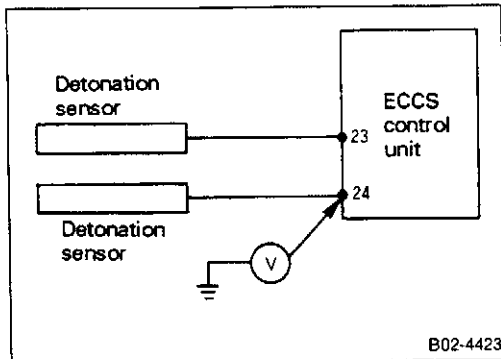 Detonation
sensor
ECCS
control
unit
23
24
Detonation
sensor
V
B02-4423